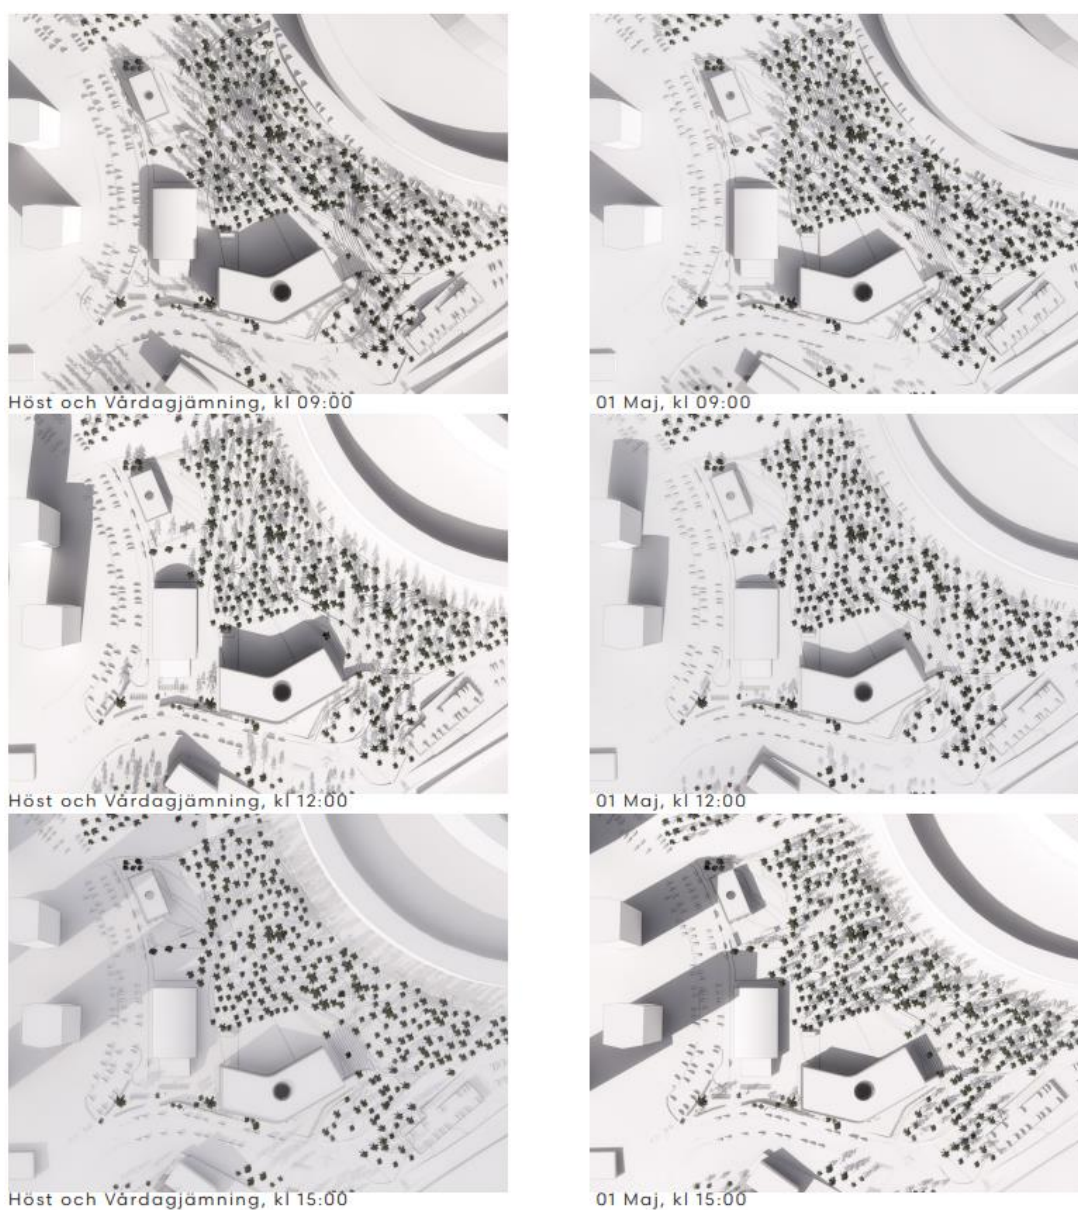 Höst och Vårdagjämning, kl 09:00
01 Maj, kl 09:00
Höst och Vårdagjämning, kl 12:00
01 Maj, kl 12:00
Höst och Vårdagjämning, kl 15:00
01 Maj, kl 15:00